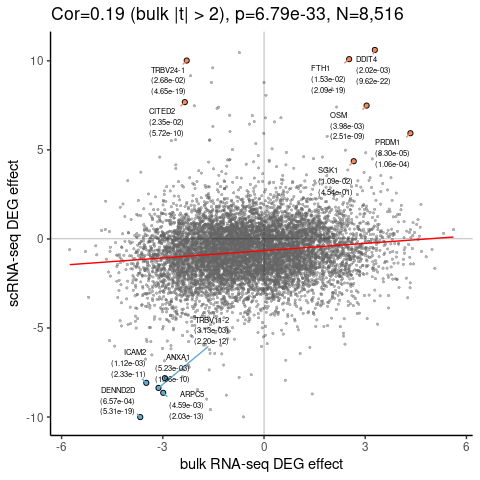 Cor=0.19 (bulk |t| > 2), p=6.79e-33, N=8,516
scRNA-seq DEG effect
10
5
0
-5
-10
TRBV24-1
(2.68e-02)
(4.65e-19)
CITED2
(2.35e-02)
(5.72e-10)
FTH1
(1.53e-02)
(2.09e-19)
DDIT4
(2.02e-03)
(9.62e-22)
OSM
(3.98e-03)
(2.51e-09)
PRDM1
(8.30e-05)
(1.06e-04)
SGK1
(1.09e-02)
(4.54e-01)
TRBV11-2
(3.13e-03)
(2.20e-12)
ICAM2
(1.12e-03)
(2.33e-11)
ANXA1
(5.23e-03)
DENND2D
(6.57e-04)
(5.31e-19)
ARPC5
(4.59e-03)
(2.03e-13)
-6
-3
0
3
6
bulk RNA-seq DEG effect